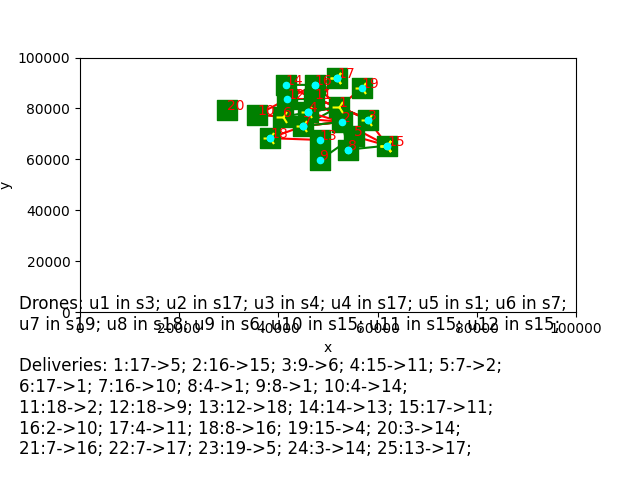 100000
80000
60000
40000
20000
0
y
0 20000 40000 60000 80000 100000
x
17
19
20
15
Drones: u1 in s3; u2 in s17; u3 in s4; u4 in s17; u5 in s1; u6 in s7;
u7 in s19; u8 in s18; u9 in s6; u10 in s15; u11 in s15; u12 in s15;
Deliveries: 1:17->5; 2:16->15; 3:9->6; 4:15->11; 5:7->2;
6:17->1; 7:16->10; 8:4->1; 9:8->1; 10:4->14;
11:18->2; 12:18->9; 13:12->18; 14:14->13; 15:17->11;
16:2->10; 17:4->11; 18:8->16; 19:15->4; 20:3->14;
21:7->16; 22:7->17; 23:19->5; 24:3->14; 25:13->17;